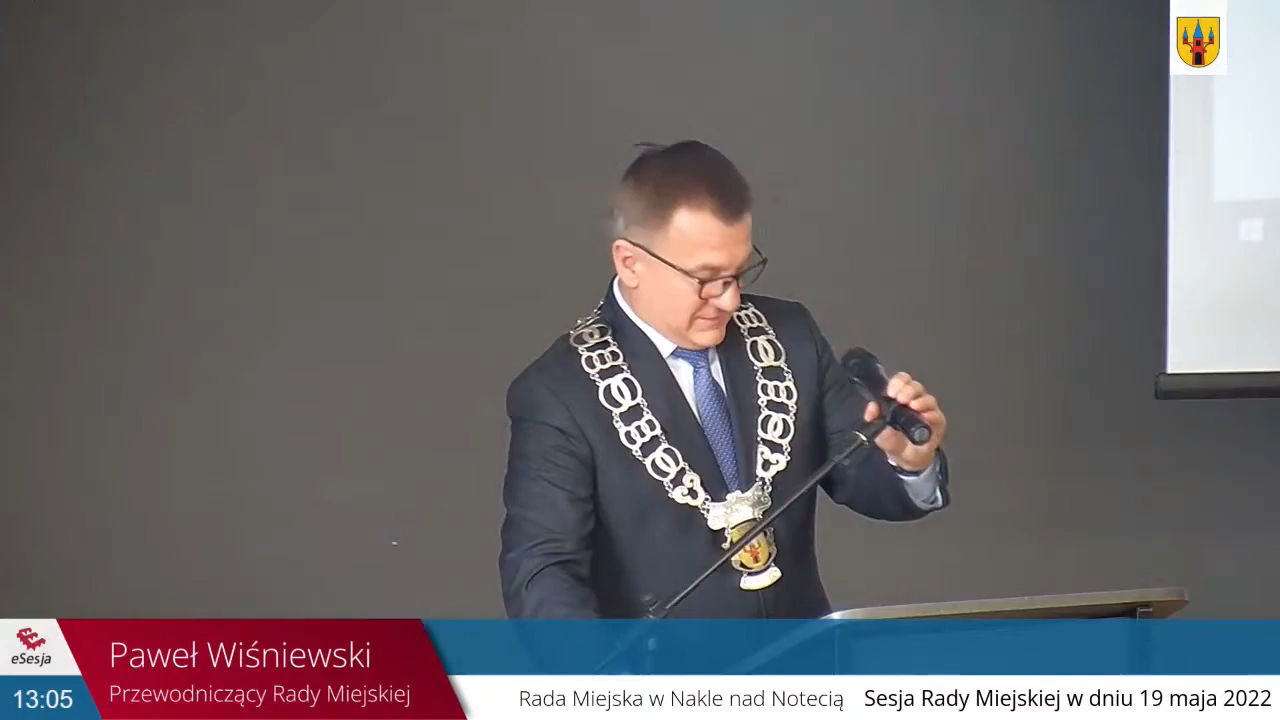 Paweł Wiśniewski
Przewodniczący Rady Miejskiej
eSesja
13:05
Rada Miejska w Nakle nad Notecią
Sesja Rady Miejskiej w dniu 19 maja 2022